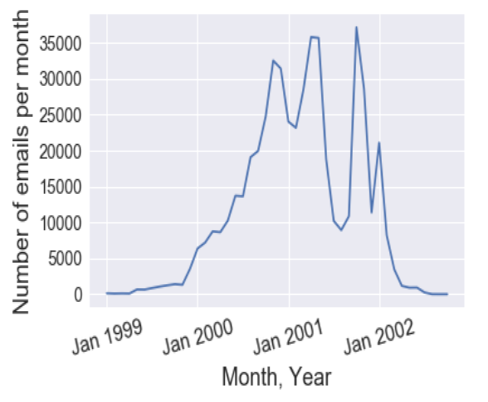 Number of emails per month
35000
30000
25000
20000
15000
10000
5000
0
Jan 1999
Jan 2000
Jan 2001
Jan 2002
Month, Year